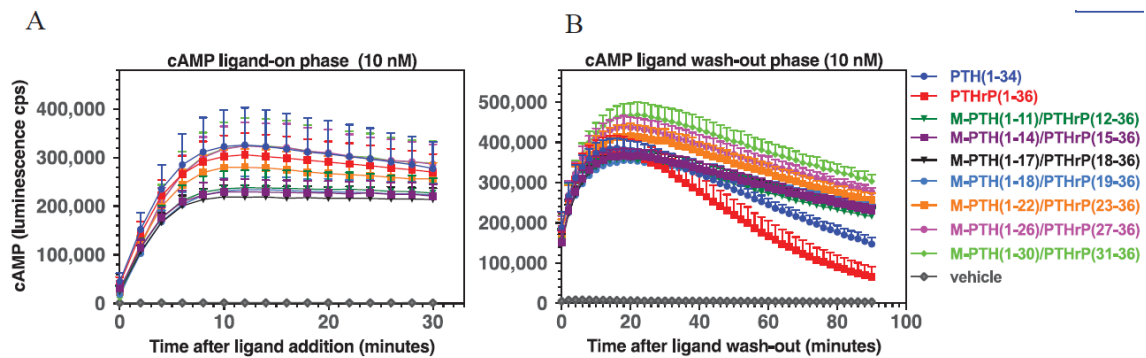 A
B
cAMP ligand-on phase (10 nM)
cAMP ligand wash-out phase (10 nM)
cAMP (luminescence cps)
400,000
300,000
200,000
100,000
0
0
10
20
30
Time after ligand addition (minutes)
500,000
400,000
300,000
200,000
100,000
0
0
20
40
60
80
100
Time after ligand wash-out (minutes)
PTH(1-34)
PTHrP(1-36)
M-PTH(1-11)/PTHrP(12-36)
M-PTH(1-14)/PTHrP(15-36)
M-PTH(1-17)/PTHrP(18-36)
M-PTH(1-18)/PTHrP(19-36)
M-PTH(1-22)/PTHrP(23-36)
M-PTH(1-26)/PTHrP(27-36)
M-PTH(1-30)/PTHrP(31-36)
vehicle